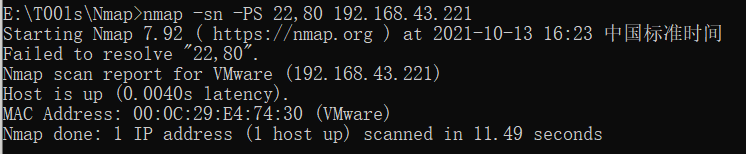 E:\T00ls\Nmap>nmap -sn -PS 22,80 192.168.43.221
Starting Nmap 7.92 ( https://nmap.org ) at 2021-10-13 16:23 中国标准时间
Failed to resolve "22,80".
Nmap scan report for VMware (192.168.43.221)
Host is up (0.0040s latency).
MAC Address: 00:0C:29:E4:74:30 (VMware)
Nmap done: 1 IP address (1 host up) scanned in 11.49 seconds